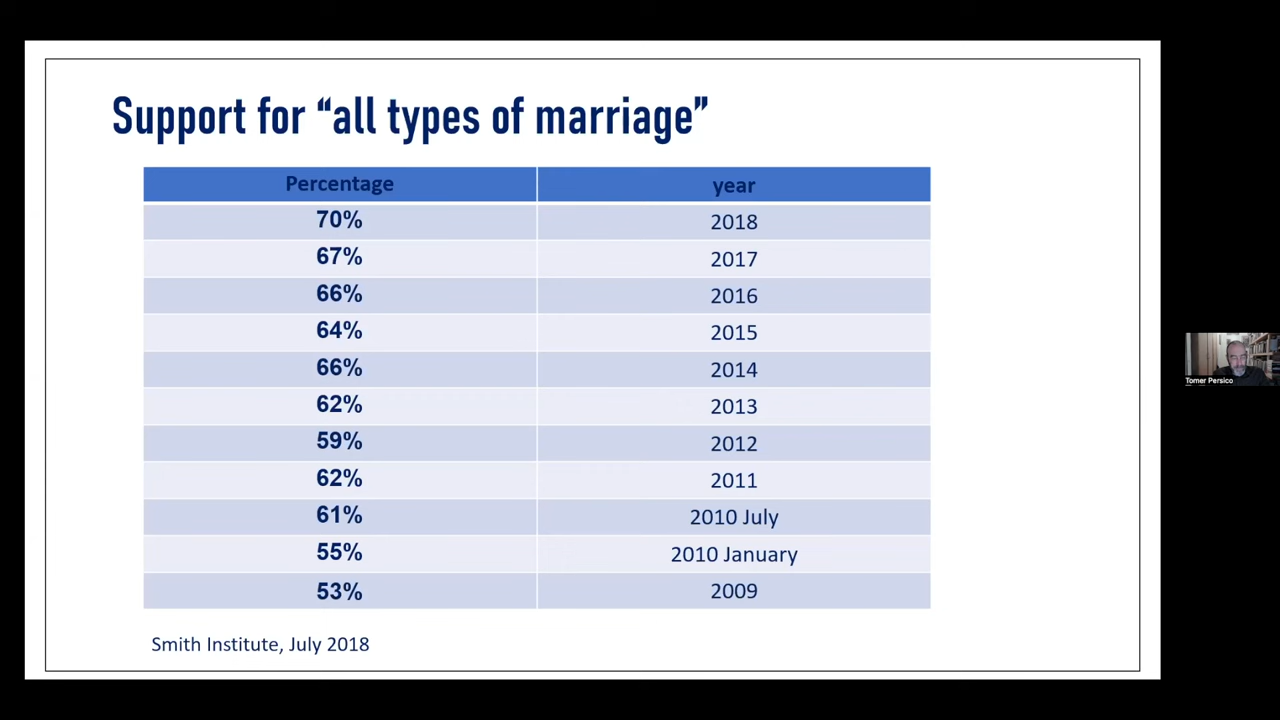 Support for “all types of marriage”
Percentage year
70% 2018
67% 2017
66% 2016
64% 2015
66% 2014
62% 2013
59% 2012
62% 2011
61% 2010 July
55% 2010 January
53% 2009
Smith Institute, July 2018
Tomer Persico